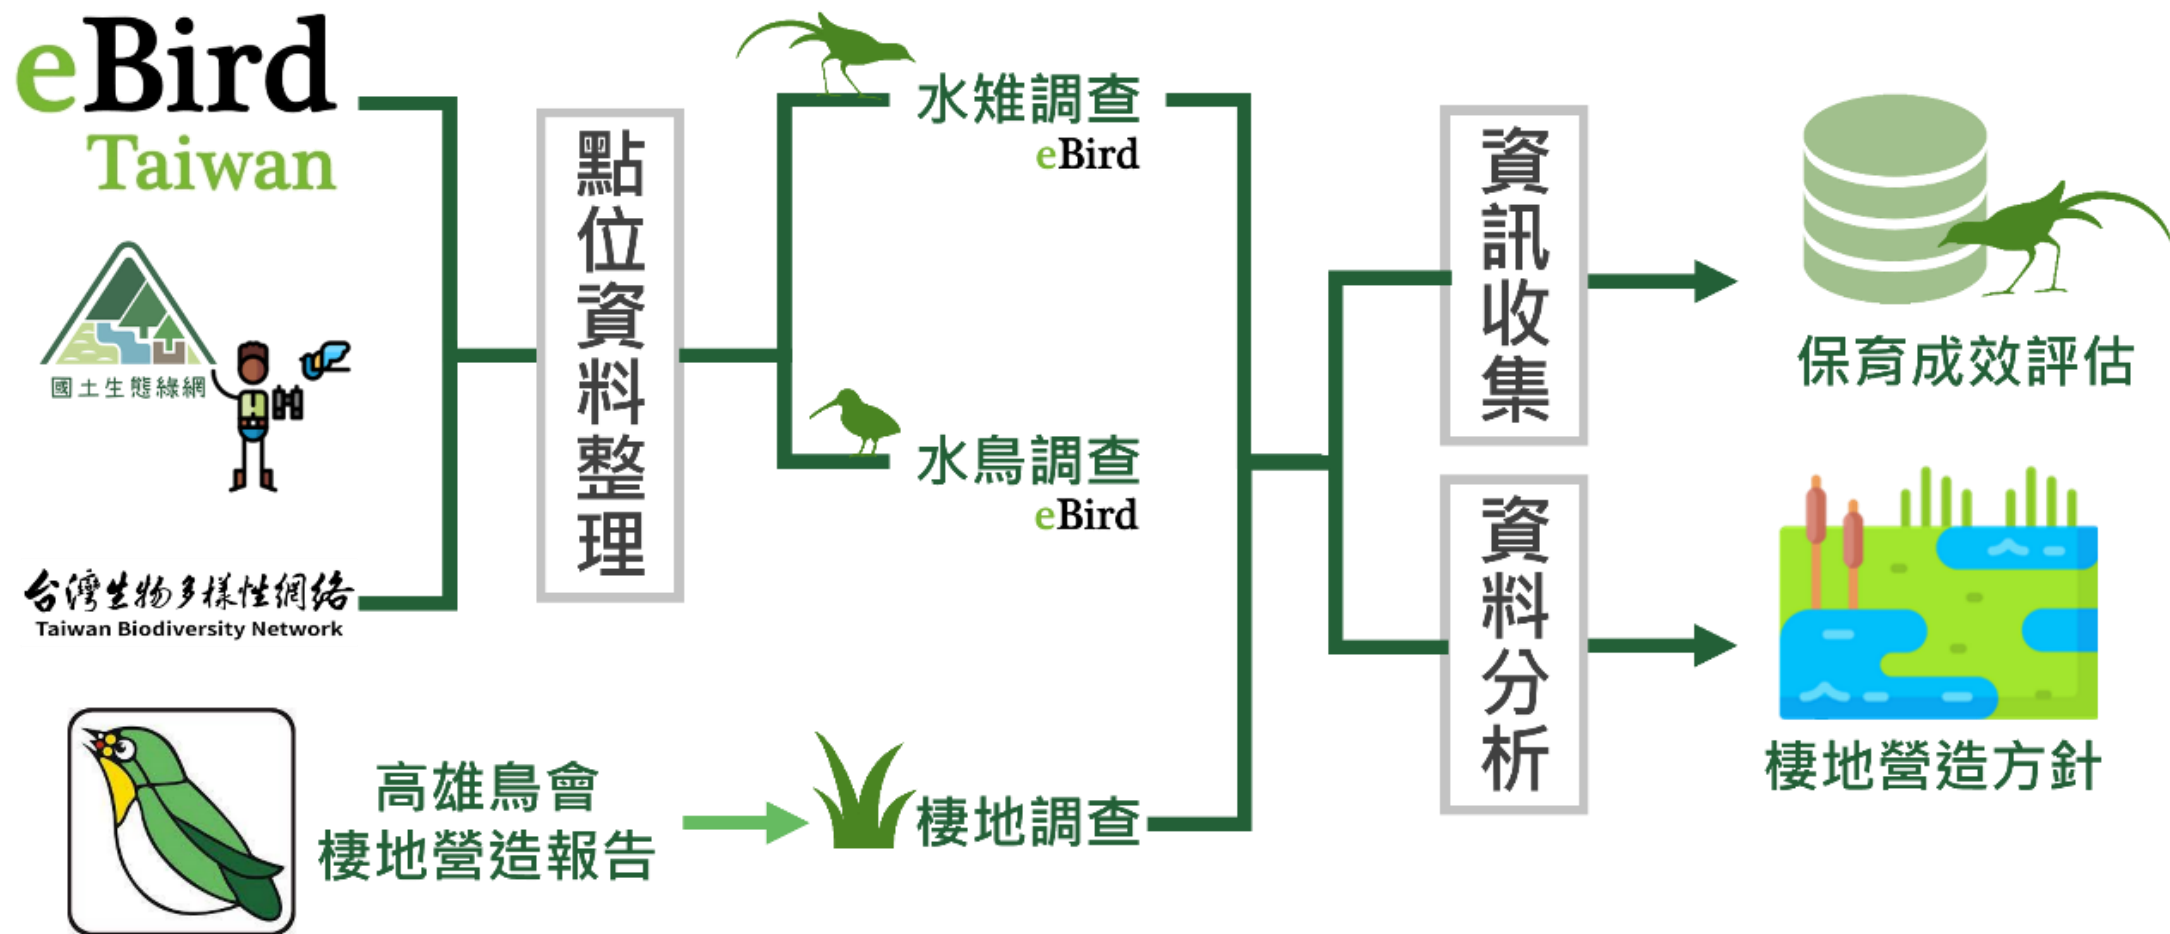 eBird
Taiwan
國土生態綠網
台灣生物多樣性網絡
Taiwan Biodiversity Network
點位資料整理
水雉調查
eBird
水鳥調查
eBird
高雄鳥會
棲地營造報告
棲地調查
資訊收集
資料分析
保育成效評估
棲地營造方針